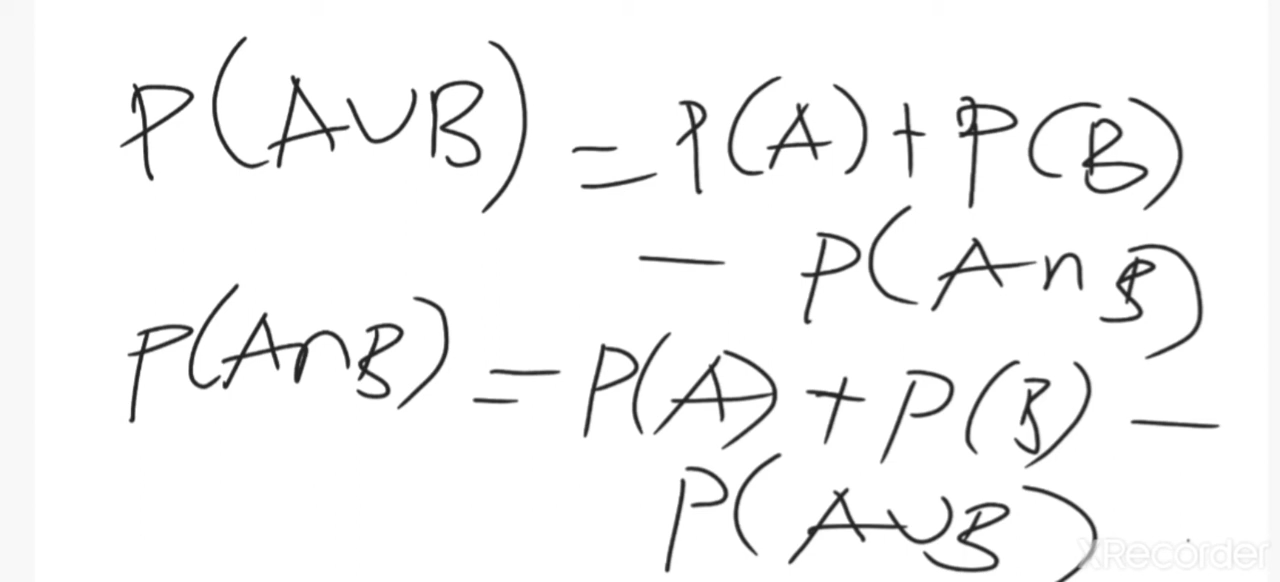 P(A∪B) = P(A) + P(B)
− P(A∩B)
P(A∩B) = P(A) + P(B) −
P(A∪B)
XRecorder